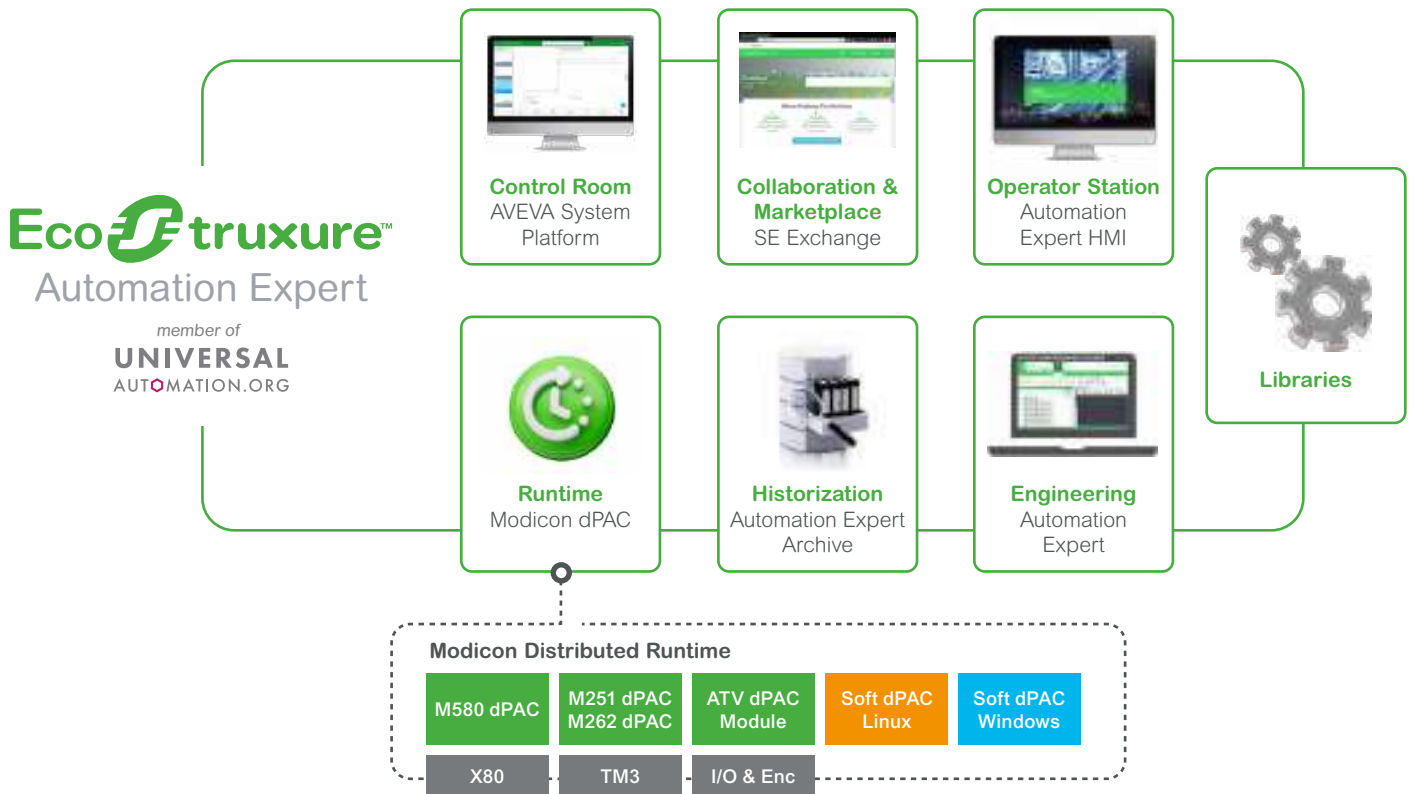 EcoStruxure™
Automation Expert
member of
UNIVERSAL
AUTOMATION.ORG
Control Room
AVEVA System
Platform
Collaboration &
Marketplace
SE Exchange
Operator Station
Automation
Expert HMI
Libraries
Runtime
Modicon dPAC
Historization
Automation Expert
Archive
Engineering
Automation
Expert
Modicon Distributed Runtime
M580 dPAC
M251 dPAC
M262 dPAC
ATV dPAC
Module
Soft dPAC
Linux
Soft dPAC
Windows
X80
TM3
I/O & Enc